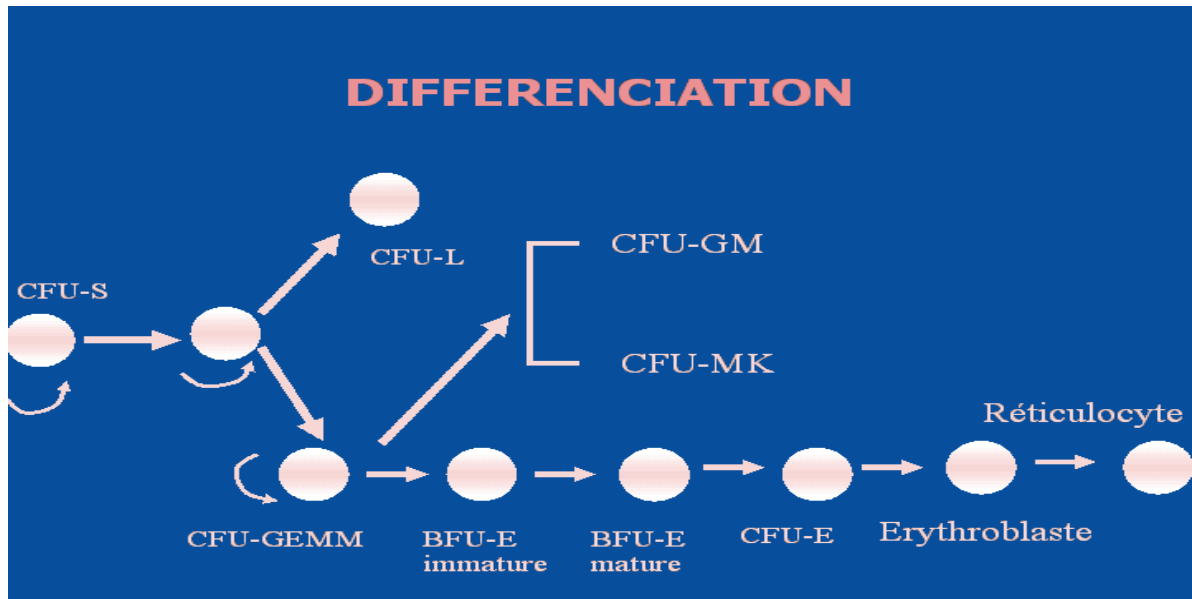 DIFFERENCIATION
CFU-GM
CFU-L
CFU-S
CFU-MK
Réticulocyte
CFU-GEMM
BFU-E
immature
BFU-E
mature
CFU-E
Erythroblaste